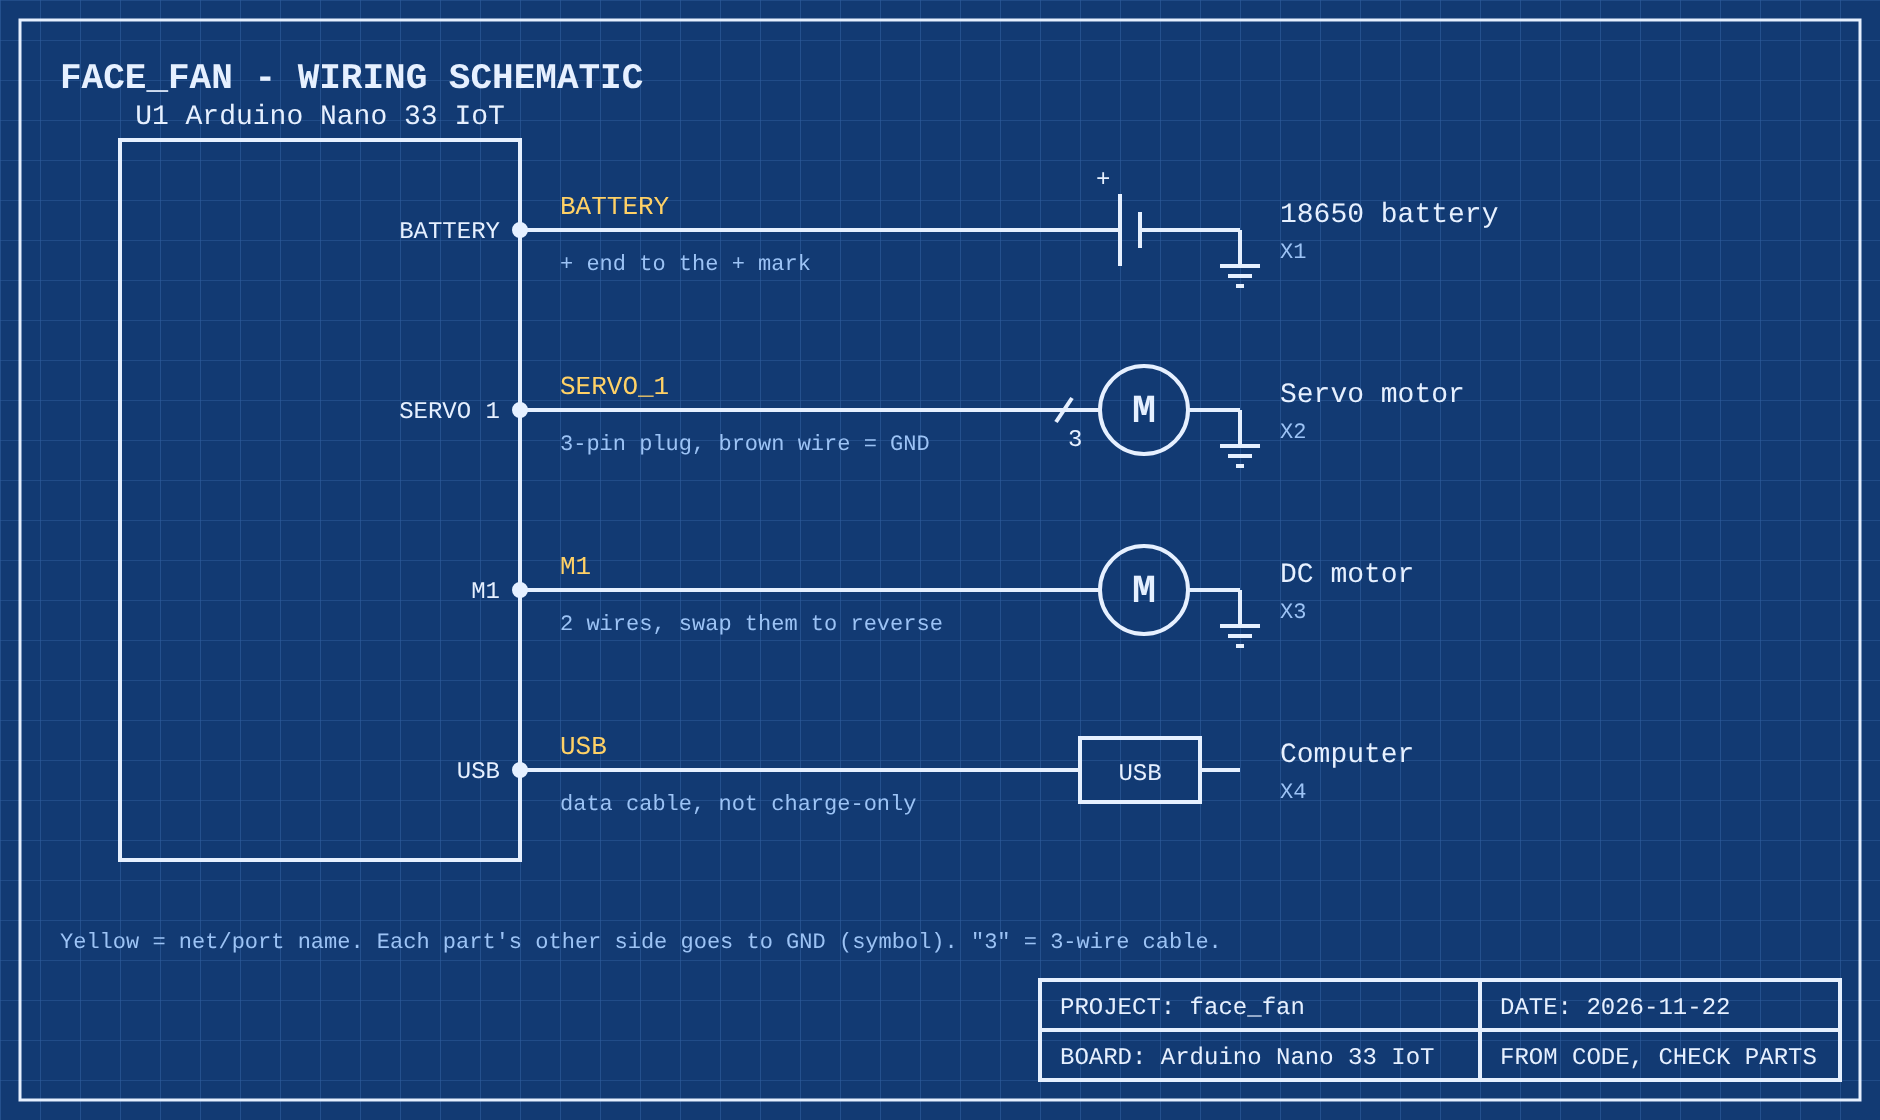 FACE_FAN - WIRING SCHEMATIC
U1 Arduino Nano 33 IoT
BATTERY
BATTERY
+ end to the + mark
+
18650 battery
X1
SERVO 1
SERVO_1
3-pin plug, brown wire = GND
3
M
Servo motor
X2
M1
M1
2 wires, swap them to reverse
M
DC motor
X3
USB
USB
data cable, not charge-only
USB
Computer
X4
Yellow = net/port name. Each part's other side goes to GND (symbol). "3" = 3-wire cable.
PROJECT: face_fan
DATE: 2026-11-22
BOARD: Arduino Nano 33 IoT
FROM CODE, CHECK PARTS